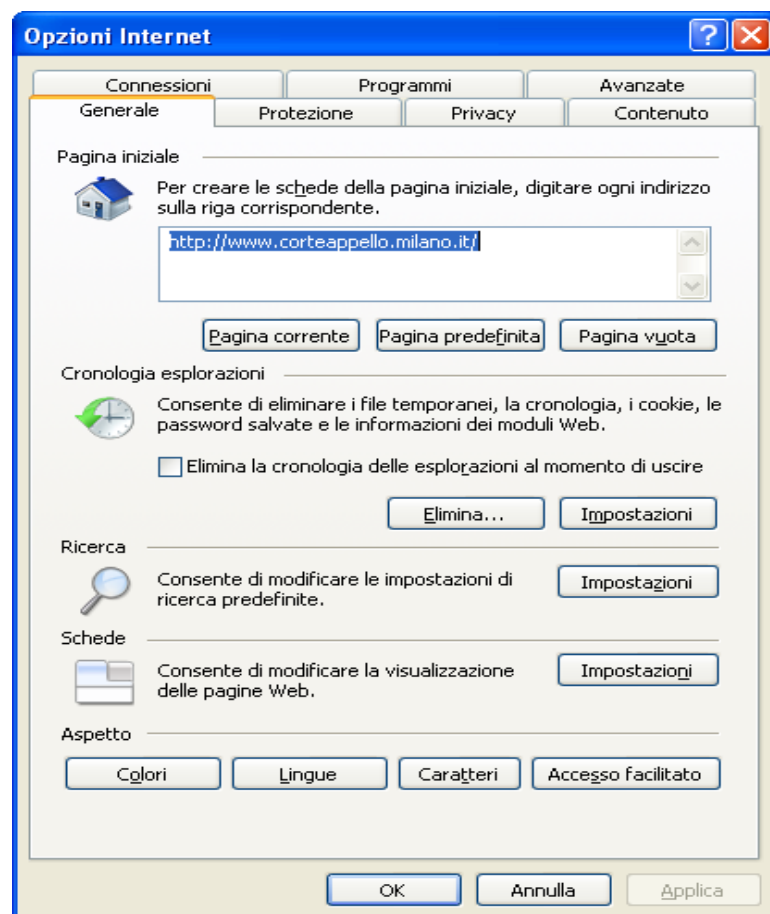 Opzioni Internet
Connessioni Programmi Avanzate
Generale Protezione Privacy Contenuto
Pagina iniziale
Per creare le schede della pagina iniziale, digitare ogni indirizzo
sulla riga corrispondente.
http://www.corteappello.milano.it/
Pagina corrente Pagina predefinita Pagina vuota
Cronologia esplorazioni
Consente di eliminare i file temporanei, la cronologia, i cookie, le
password salvate e le informazioni dei moduli Web.
Elimina la cronologia delle esplorazioni al momento di uscire
Elimina... Impostazioni
Ricerca
Consente di modificare le impostazioni di
ricerca predefinite.
Impostazioni
Schede
Consente di modificare la visualizzazione
delle pagine Web.
Impostazioni
Aspetto
Colori Lingue Caratteri Accesso facilitato
OK Annulla Applica